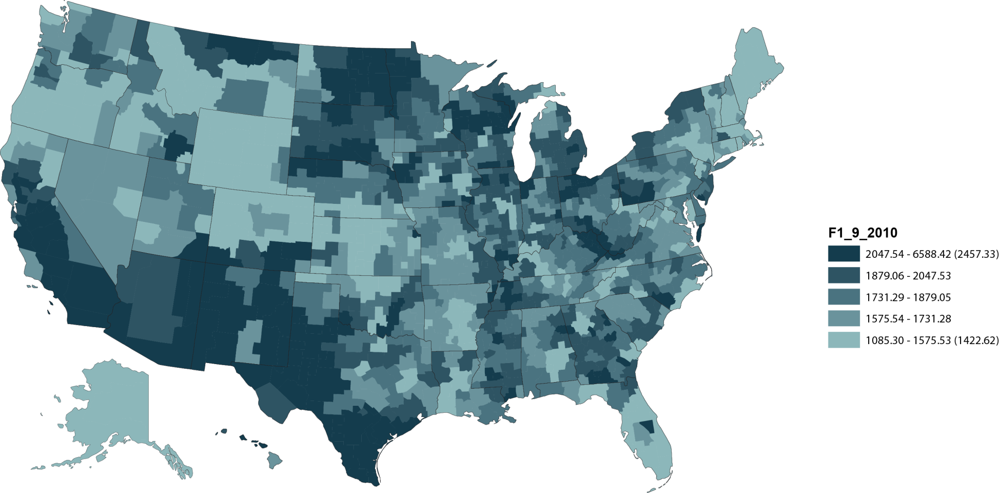 F1_9_2010
2047.54 - 6588.42 (2457.33)
1879.06 - 2047.53
1731.29 - 1879.05
1575.54 - 1731.28
1085.30 - 1575.53 (1422.62)